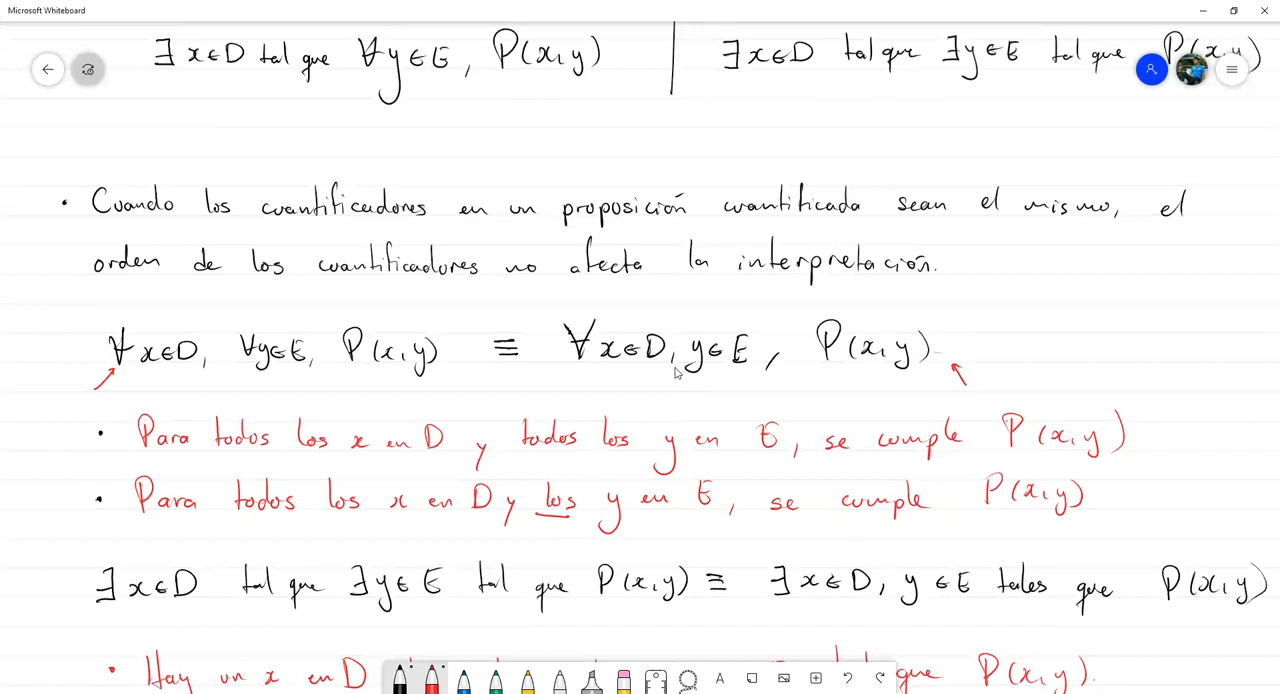 Microsoft Whiteboard
∃ x∈D tal que ∀y∈E, P(x,y) | ∃ x∈D tal que ∃y∈E tal que P(x,y)
• Cuando los cuantificadores en un proposición cuantificada sean el mismo, el
orden de los cuantificadores no afecta la interpretación.
∀x∈D, ∀y∈E, P(x,y) ≡ ∀x∈D, y∈E, P(x,y)
• Para todos los x en D y todos los y en E, se cumple P(x,y)
• Para todos los x en D y los y en E, se cumple P(x,y)
∃x∈D tal que ∃y∈E tal que P(x,y) ≡ ∃x∈D, y∈E tales que P(x,y)
• Hay un x en D que P(x,y).